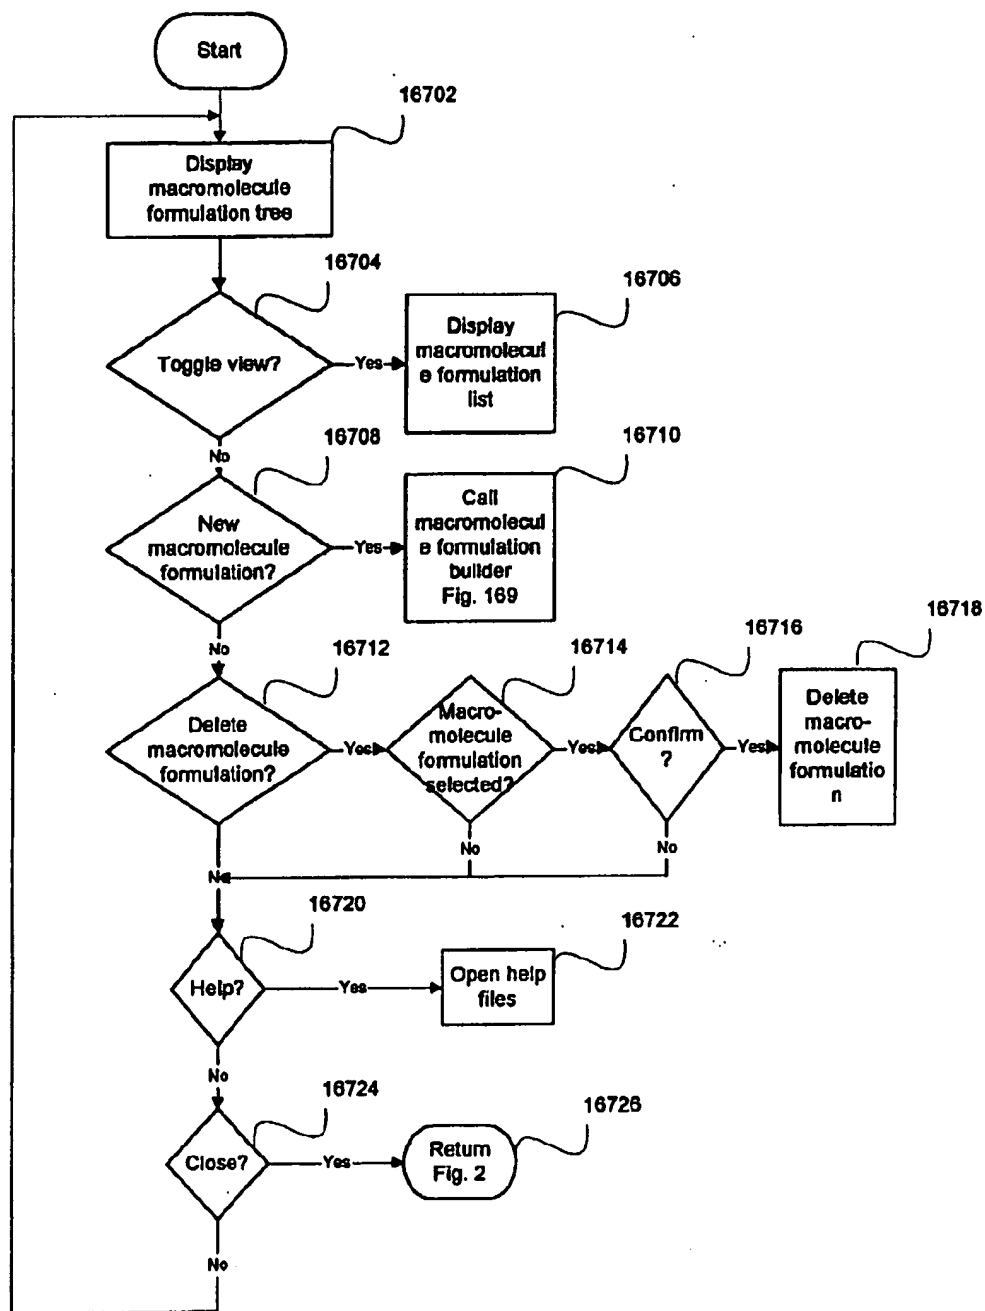 Start
16702
Display
macromolecule
formulation tree
16704
Toggle view?
Yes
16706
Display
macromolecul
e formulation
list
No
16708
New
macromolecule
formulation?
Yes
16710
Call
macromolecul
e formulation
builder
Fig. 169
No
16712
Delete
macromolecule
formulation?
Yes
16714
Macro-
molecule
formulation
selected?
Yes
16716
Confirm
?
Yes
16718
Delete
macro-
molecule
formulatio
n
No
No
No
16720
Help?
Yes
16722
Open help
files
No
16724
Close?
Yes
16726
Return
Fig. 2
No